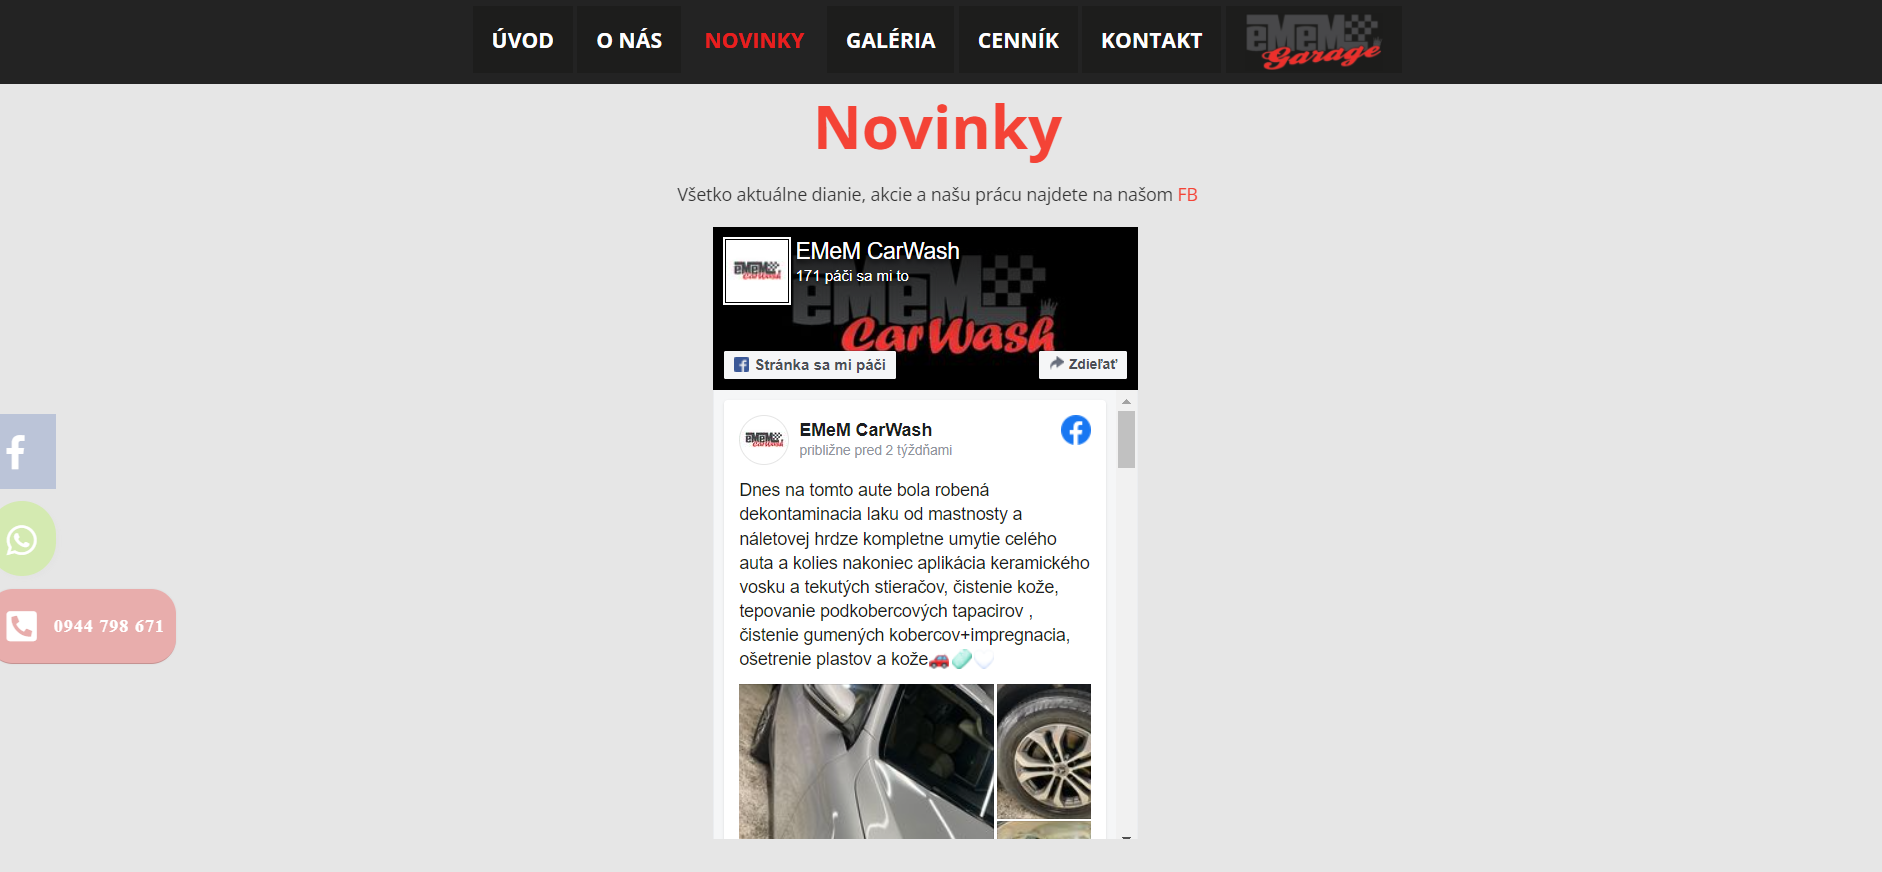 ÚVOD O NÁS NOVINKY GALÉRIA CENNÍK KONTAKT eMeM Garage
Novinky
Všetko aktuálne dianie, akcie a našu prácu najdete na našom FB
eMeM CarWash
EMeM CarWash
171 páči sa mi to
eMeM CarWash
Stránka sa mi páči
Zdieľať
eMeM CarWash
EMeM CarWash
približne pred 2 týždňami
Dnes na tomto aute bola robená
dekontaminacia laku od mastnosty a
náletovej hrdze kompletne umytie celého
auta a kolies nakoniec aplikácia keramického
vosku a tekutých stieračov, čistenie kože,
tepovanie podkobercových tapacirov ,
čistenie gumených kobercov+impregnacia,
ošetrenie plastov a kože🚗🧼🤍
0944 798 671